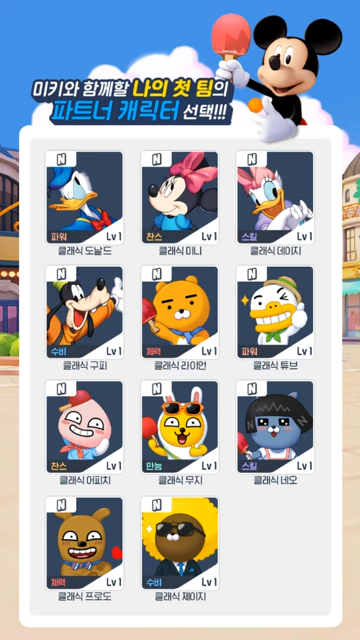 미키와 함께할 나의 첫 팀의
파트너 캐릭터 선택!!!
N
N
N
파워 Lv 1
찬스 Lv 1
스킬 Lv 1
클래식 도날드
클래식 미니
클래식 데이지
N
N
N
수비 Lv 1
체력 Lv 1
파워 Lv 1
클래식 구피
클래식 라이언
클래식 튜브
N
N
N
찬스 Lv 1
만능 Lv 1
스킬 Lv 1
클래식 어피치
클래식 무지
클래식 네오
N
N
체력 Lv 1
수비 Lv 1
클래식 프로도
클래식 제이지